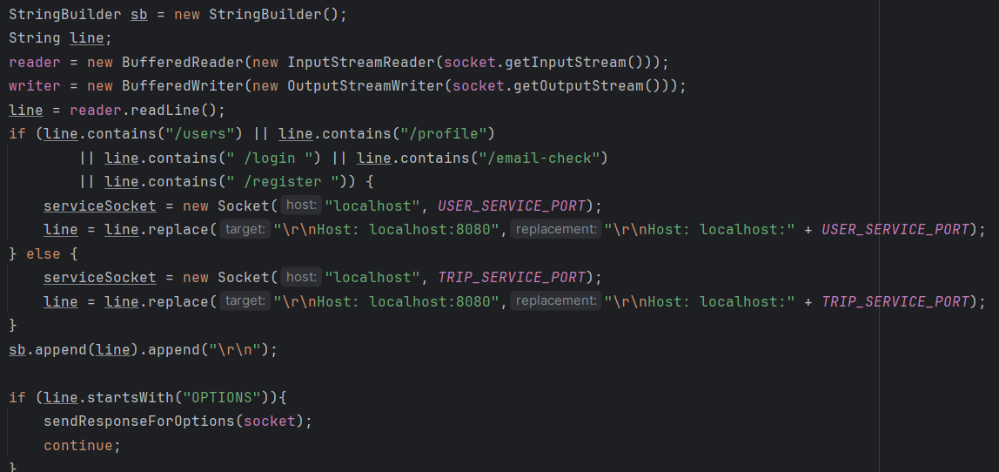 StringBuilder sb = new StringBuilder();
String line;
reader = new BufferedReader(new InputStreamReader(socket.getInputStream()));
writer = new BufferedWriter(new OutputStreamWriter(socket.getOutputStream()));
line = reader.readLine();
if (line.contains("/users") || line.contains("/profile")
        || line.contains(" /login ") || line.contains("/email-check")
        || line.contains(" /register ")) {
    serviceSocket = new Socket( host: "localhost", USER_SERVICE_PORT);
    line = line.replace( target: "\r\nHost: localhost:8080", replacement: "\r\nHost: localhost:" + USER_SERVICE_PORT);
} else {
    serviceSocket = new Socket( host: "localhost", TRIP_SERVICE_PORT);
    line = line.replace( target: "\r\nHost: localhost:8080", replacement: "\r\nHost: localhost:" + TRIP_SERVICE_PORT);
}
sb.append(line).append("\r\n");

if (line.startsWith("OPTIONS")){
    sendResponseForOptions(socket);
    continue;
}